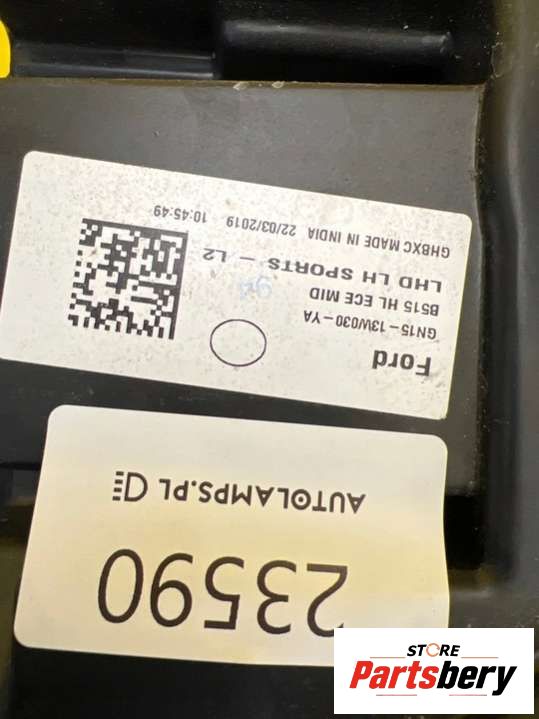 Ford
GN15-13W030-YA
B515 HL ECE MID
LHD LH SPORTS - L2
GHBXC MADE IN INDIA 22/03/2019 10:45:49
AUTOLAMPS.PL
23590
STORE
Partsbery